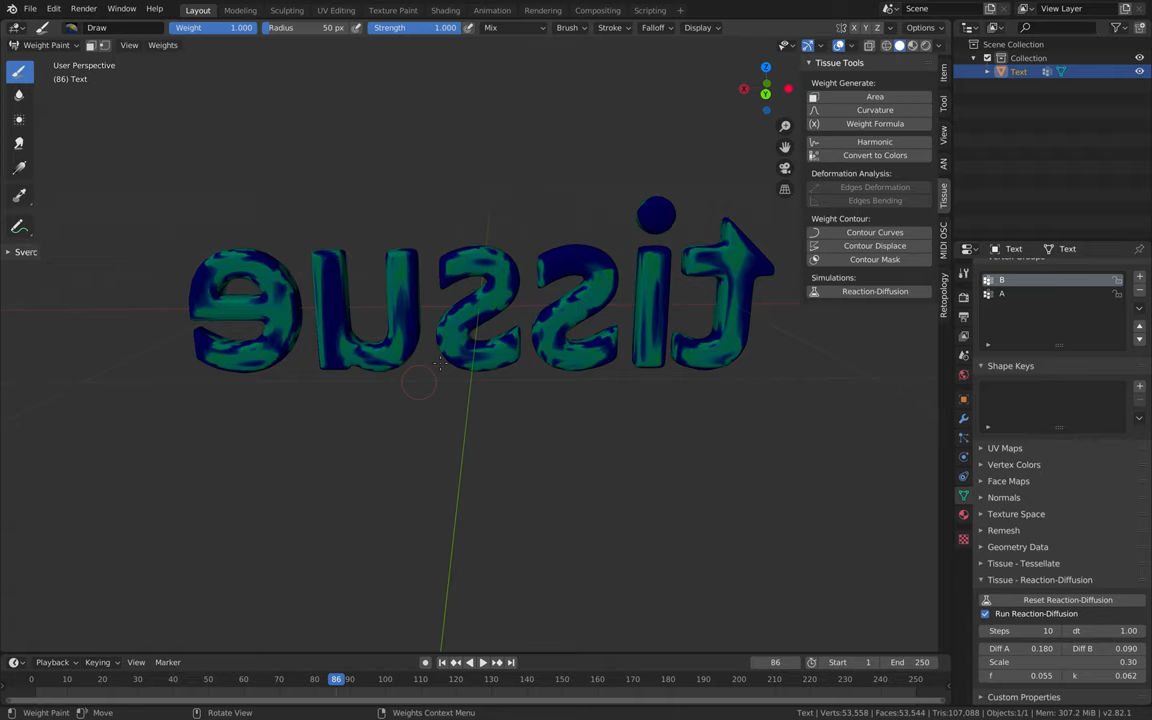 File Edit Render Window Help Layout Modeling Sculpting UV Editing Texture Paint Shading Animation Rendering Compositing Scripting + Scene View Layer
Draw Weight 1.000 Radius 50 px Strength 1.000 Mix Brush Stroke Falloff Display X Y Z Options
Weight Paint View Weights
User Perspective
(86) Text
Scene Collection
Collection
Text
Tissue Tools
Weight Generate:
Area
Curvature
(x) Weight Formula
Harmonic
Convert to Colors
Deformation Analysis:
Edges Deformation
Edges Bending
Weight Contour:
Contour Curves
Contour Displace
Contour Mask
Simulations:
Reaction-Diffusion
Item
Tool
View
AN
Tissue
MIDI OSC
Retopology
Z
X
Y
Sverc
Tissue
Text Text
Vertex Groups
B
A
Shape Keys
UV Maps
Vertex Colors
Face Maps
Normals
Texture Space
Remesh
Geometry Data
Tissue - Tessellate
Tissue - Reaction-Diffusion
Reset Reaction-Diffusion
Run Reaction-Diffusion
Steps 10 dt 1.00
Diff A 0.180 Diff B 0.090
Scale 0.30
f 0.055 k 0.062
Custom Properties
Playback Keying View Marker 86 Start 1 End 250
0 10 20 30 40 50 60 70 80 86 90 100 110 120 130 140 150 160 170 180 190 200 210 220 230 240 250
Weight Paint Move Rotate View Weights Context Menu Text | Verts:53,558 | Faces:53,544 | Tris:107,088 | Objects:1/1 | Mem: 307.2 MiB | v2.82.1